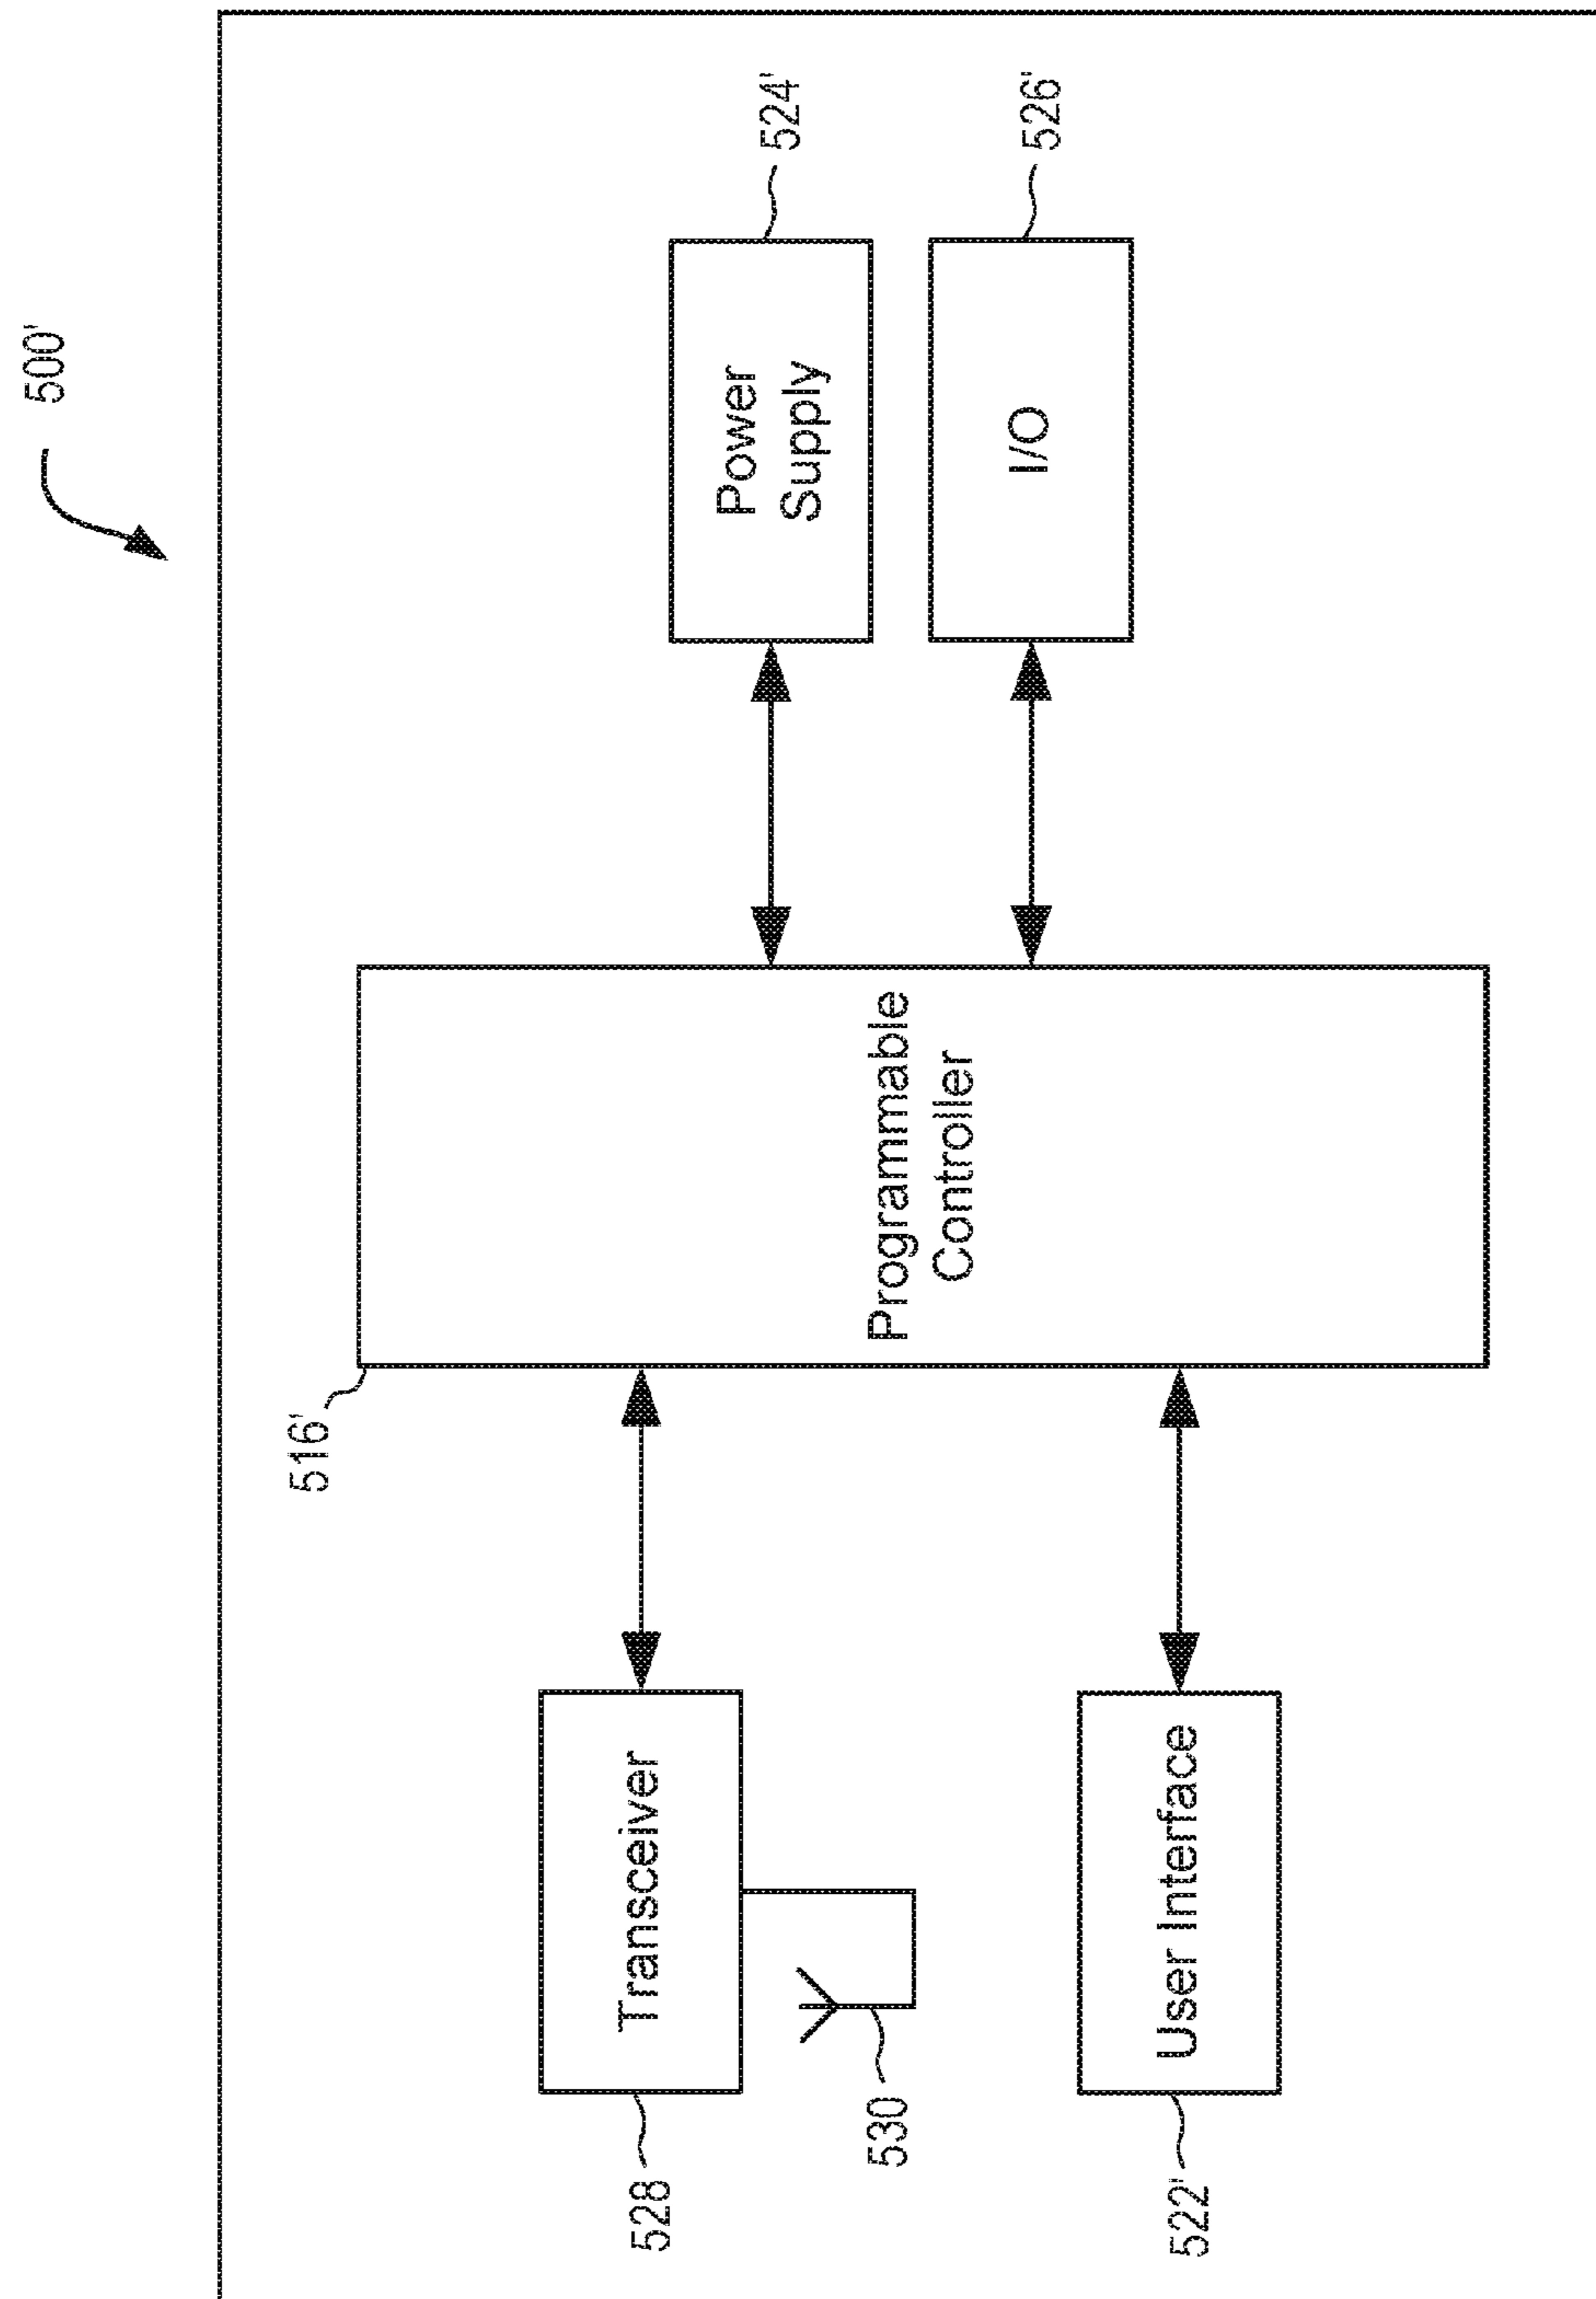 500'
516'
Transceiver
528
530
User Interface
522'
Programmable
Controller
Power
Supply
524'
I/O
526'